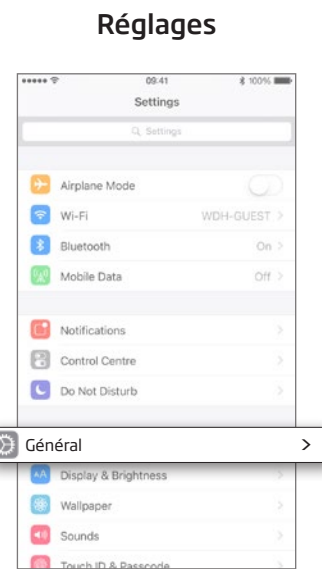 Réglages
09:41 100%
Settings
Settings
Airplane Mode
Wi-Fi WDH-GUEST >
Bluetooth On >
Mobile Data Off >
Notifications >
Control Centre >
Do Not Disturb >
Général >
AA Display & Brightness >
Wallpaper >
Sounds >
Touch ID & Passcode